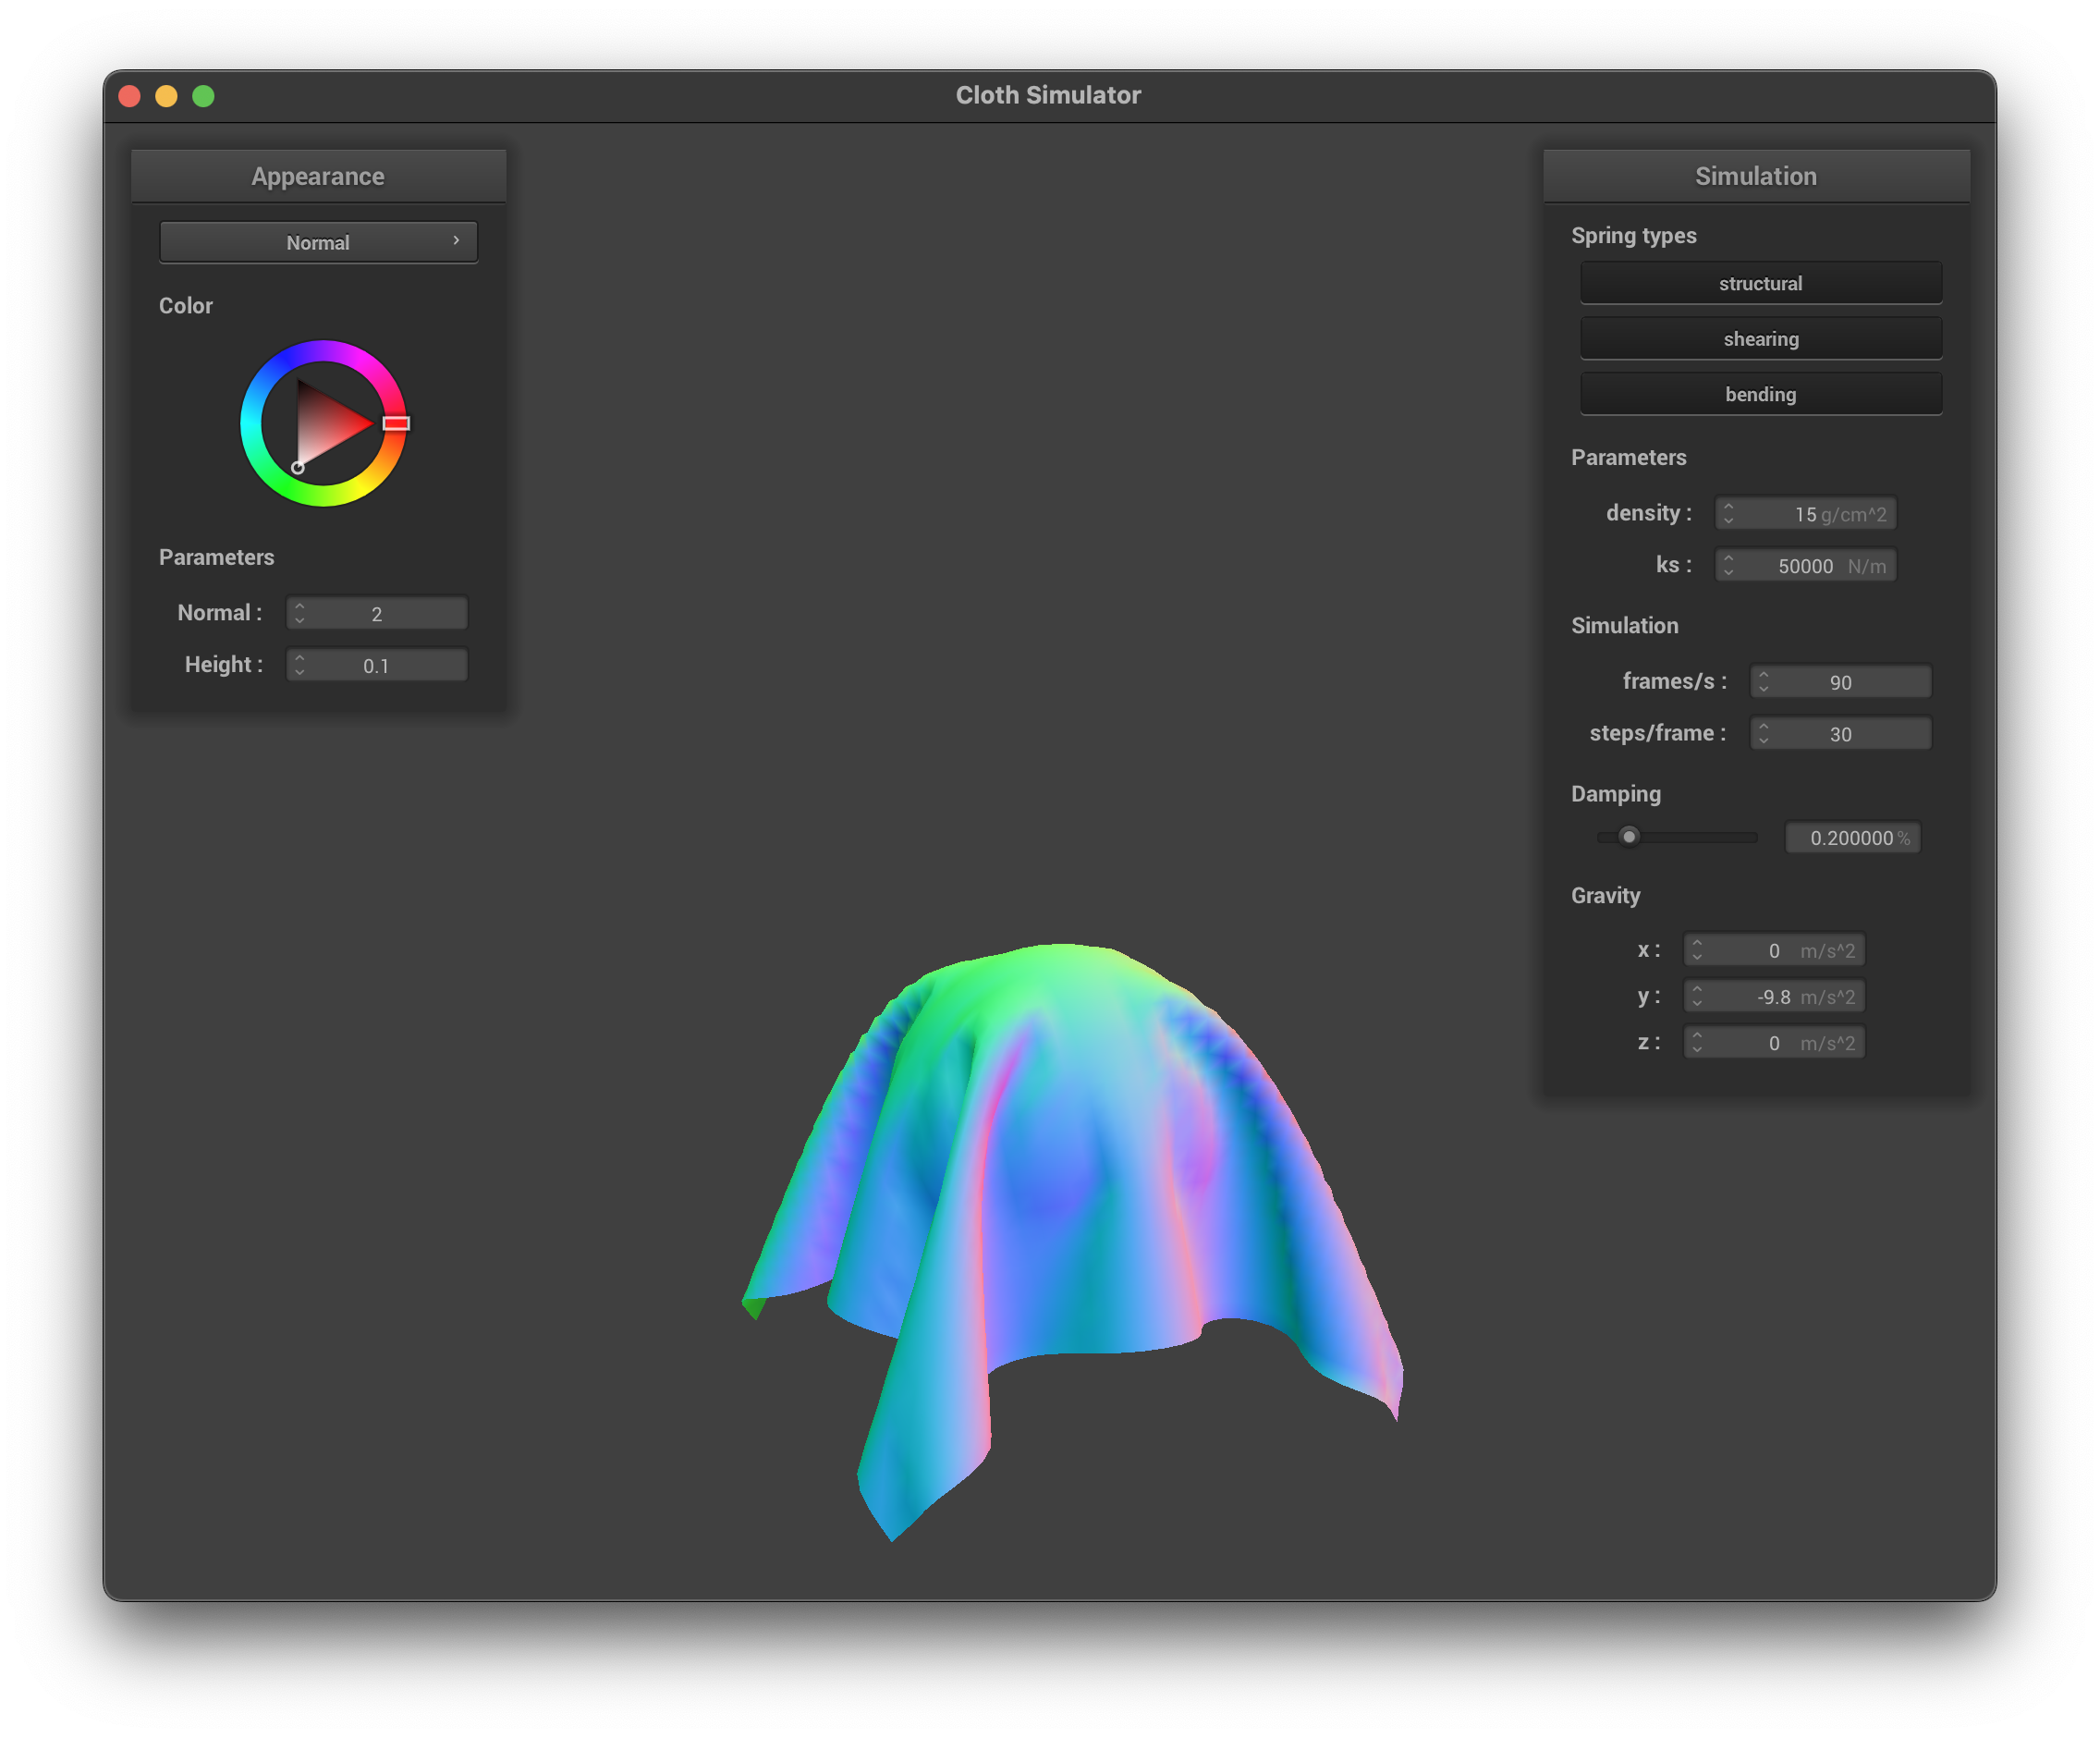 Cloth Simulator
Appearance
Normal
Color
Parameters
Normal : 2
Height : 0.1
Simulation
Spring types
structural
shearing
bending
Parameters
density : 15 g/cm^2
ks : 50000 N/m
Simulation
frames/s : 90
steps/frame : 30
Damping
0.200000 %
Gravity
x : 0 m/s^2
y : -9.8 m/s^2
z : 0 m/s^2